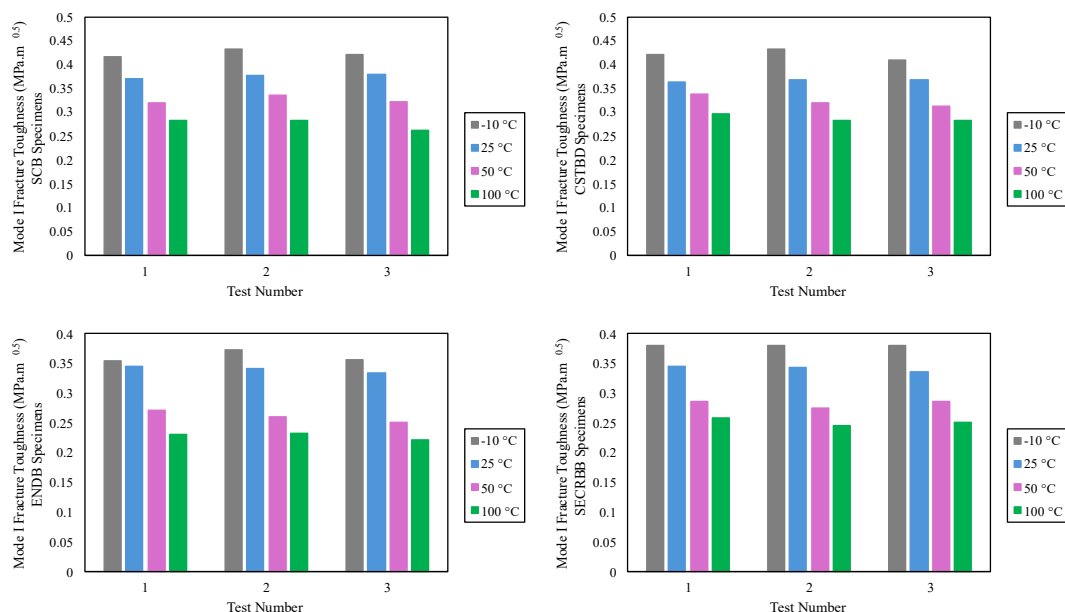 Mode I Fracture Toughness (MPa.m 0.5)
SCB Specimens
0.5
0.45
0.4
0.35
0.3
0.25
0.2
0.15
0.1
0.05
0
1 2 3
Test Number
-10 °C
25 °C
50 °C
100 °C
Mode I Fracture Toughness (MPa.m 0.5)
CSTBD Specimens
0.5
0.45
0.4
0.35
0.3
0.25
0.2
0.15
0.1
0.05
0
1 2 3
Test Number
-10 °C
25 °C
50 °C
100 °C
Mode I Fracture Toughness (MPa.m 0.5)
ENDB Specimens
0.4
0.35
0.3
0.25
0.2
0.15
0.1
0.05
0
1 2 3
Test Number
-10 °C
25 °C
50 °C
100 °C
Mode I Fracture Toughness (MPa.m 0.5)
SECRBB Specimens
0.4
0.35
0.3
0.25
0.2
0.15
0.1
0.05
0
1 2 3
Test Number
-10 °C
25 °C
50 °C
100 °C